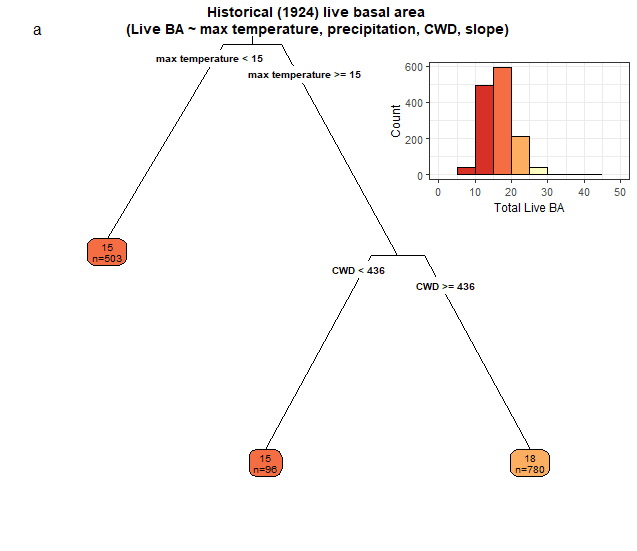 Historical (1924) live basal area
(Live BA ~ max temperature, precipitation, CWD, slope)
a
max temperature < 15
max temperature >= 15
600
400
200
0
Count
0 10 20 30 40 50
Total Live BA
15
n=503
CWD < 436
CWD >= 436
15
n=96
18
n=780